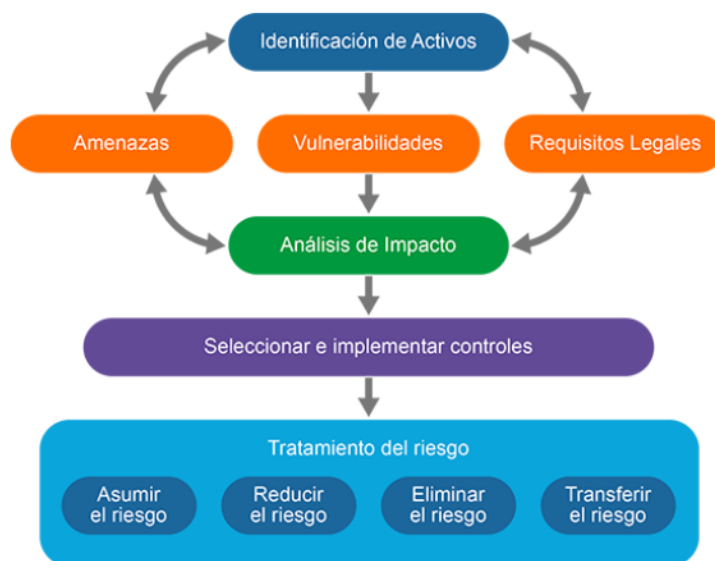 Identificación de Activos
Amenazas
Vulnerabilidades
Requisitos Legales
Análisis de Impacto
Seleccionar e implementar controles
Tratamiento del riesgo
Asumir
el riesgo
Reducir
el riesgo
Eliminar
el riesgo
Transferir
el riesgo